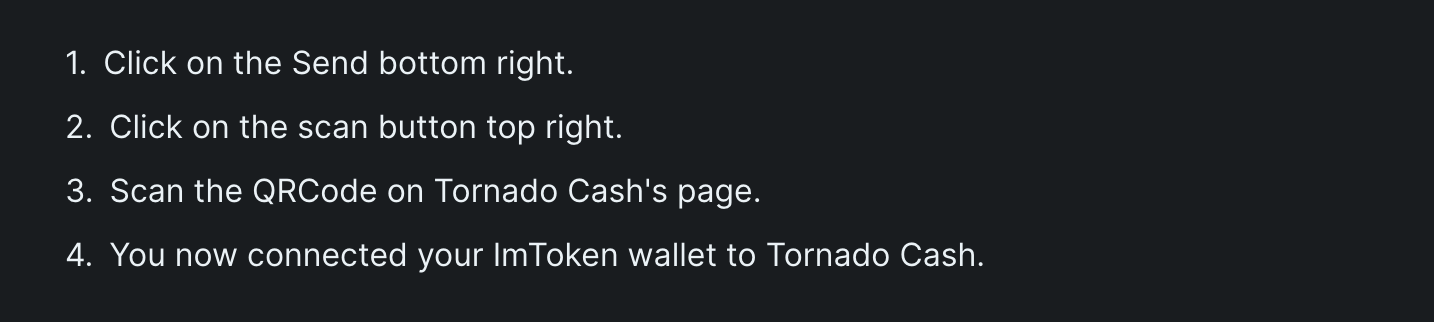 1. Click on the Send bottom right.
2. Click on the scan button top right.
3. Scan the QRCode on Tornado Cash's page.
4. You now connected your ImToken wallet to Tornado Cash.